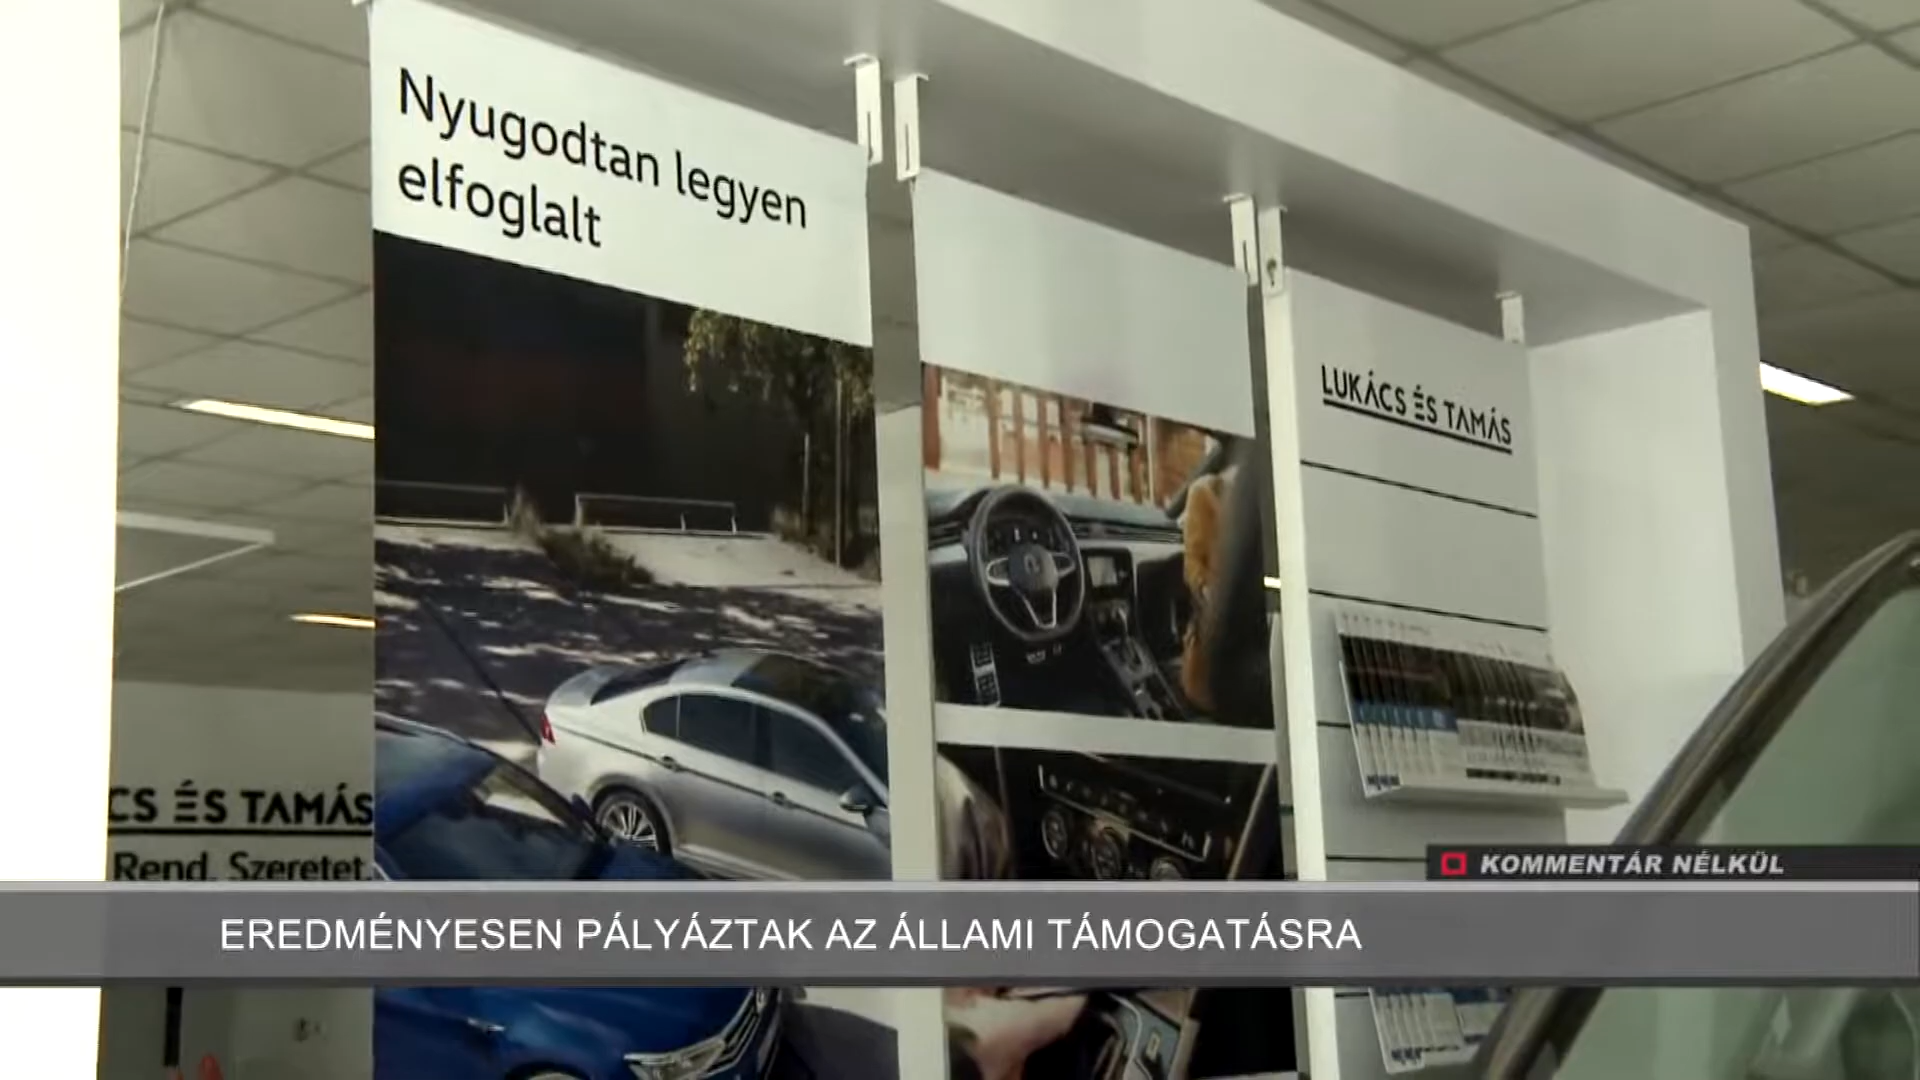 Nyugodtan legyen
elfoglalt
LUKÁCS ÉS TAMÁS
CS ÉS TAMÁS
Rend. Szeretet.
KOMMENTÁR NÉLKÜL
EREDMÉNYESEN PÁLYÁZTAK AZ ÁLLAMI TÁMOGATÁSRA